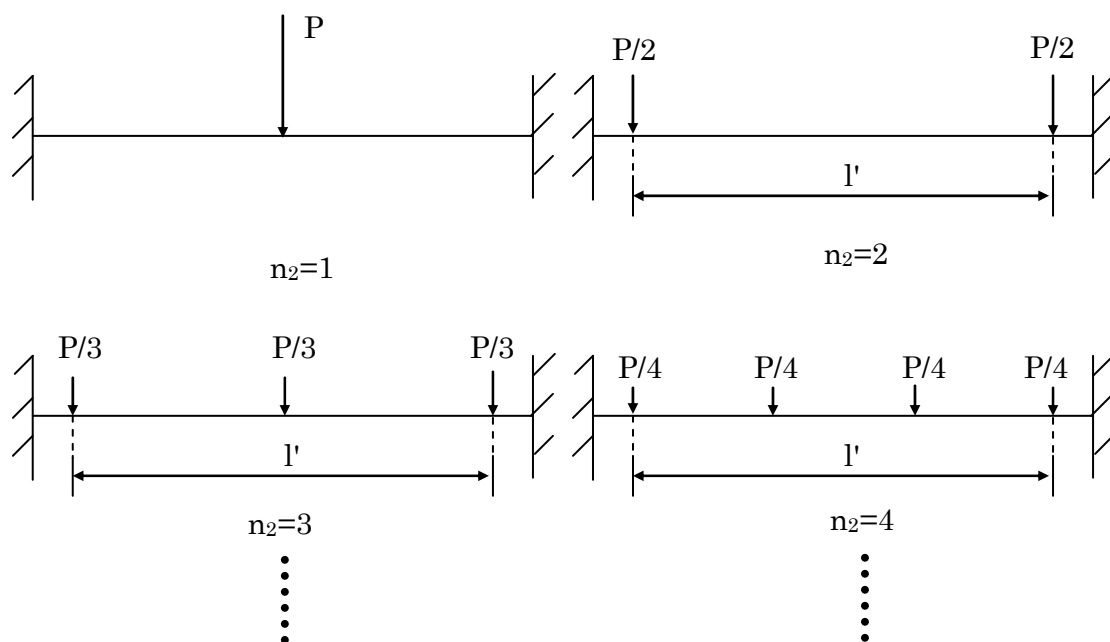 P
P/2 P/2
l'
n₂=1
n₂=2
P/3 P/3 P/3
P/4 P/4 P/4 P/4
l'
l'
n₂=3
n₂=4